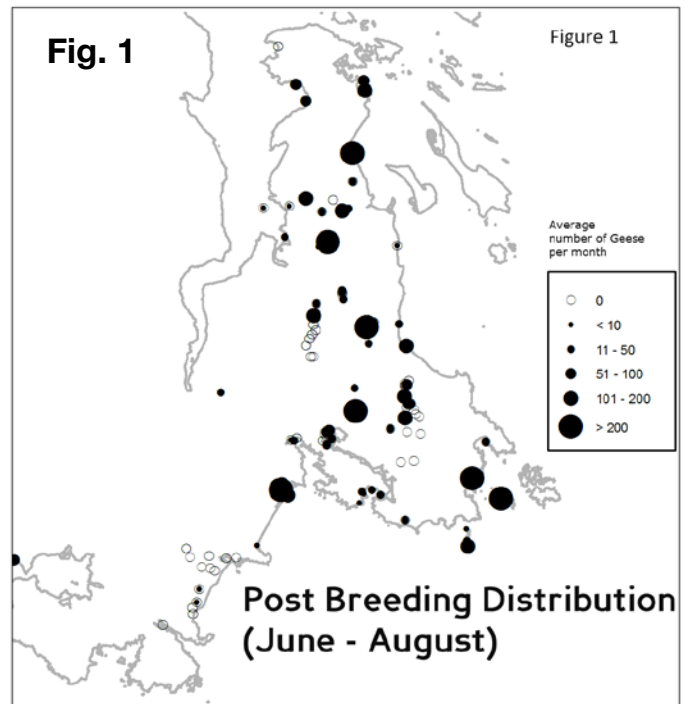 Fig. 1
Figure 1
Average
number of Geese
per month
0
< 10
11 - 50
51 - 100
101 - 200
> 200
Post Breeding Distribution
(June - August)